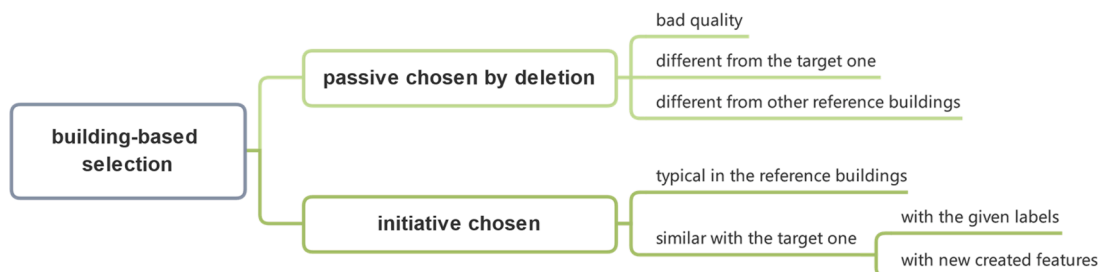 building-based
selection
passive chosen by deletion
bad quality
different from the target one
different from other reference buildings
initiative chosen
typical in the reference buildings
similar with the target one
with the given labels
with new created features